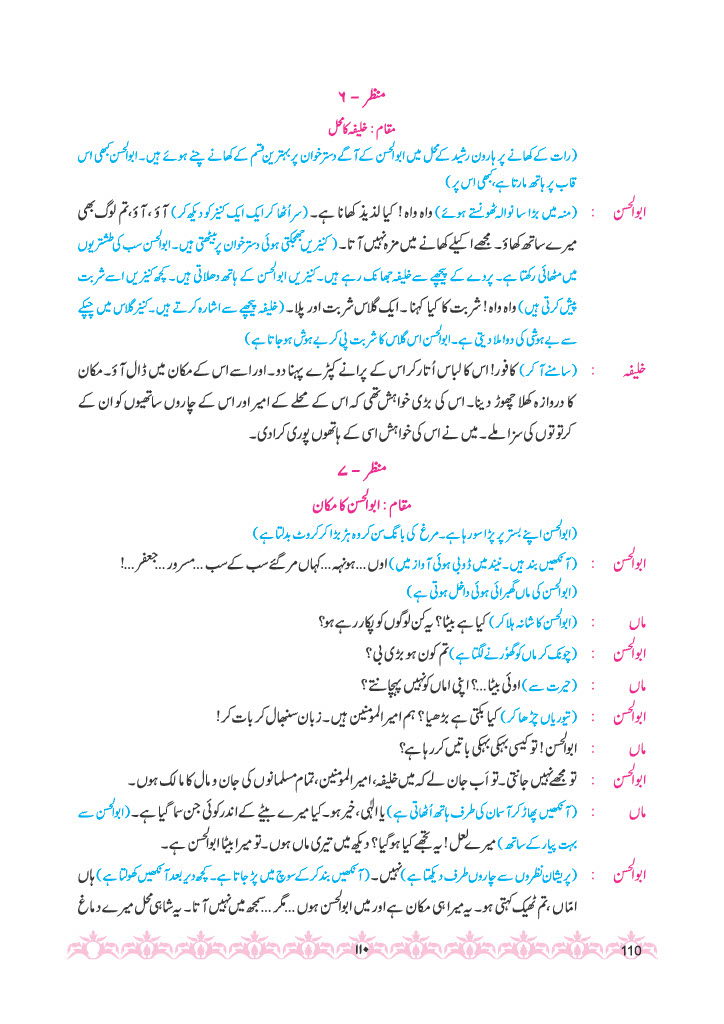 منظر - ۶
مقام : خلیفہ کا محل
(رات کے کھانے پر ہارون رشید کے محل میں ابوالحسن کے آگے دستر خوان پر بہترین قسم کے کھانے چنے ہوئے ہیں۔ ابوالحسن کبھی اس
قاب پر ہاتھ مارتا ہے، کبھی اس پر)
ابوالحسن : (منہ میں بڑا سا نوالہ ٹھونستے ہوئے) واہ واہ! کیا لذیذ کھانا ہے۔ (سر اُٹھا کر ایک ایک کنیز کو دیکھ کر) آؤ، آؤ، تم لوگ بھی
میرے ساتھ کھاؤ۔ مجھے اکیلے کھانے میں مزہ نہیں آتا۔ (کنیزیں جھجکتی ہوئی دستر خوان پر بیٹھتی ہیں۔ ابوالحسن سب کی طشتریوں
میں مٹھائی رکھتا ہے۔ پردے کے پیچھے سے خلیفہ جھانک رہے ہیں۔ کنیزیں ابوالحسن کے ہاتھ دھلاتی ہیں۔ کچھ کنیزیں اسے شربت
پیش کرتی ہیں) واہ واہ! شربت کا کیا کہنا۔ ایک گلاس شربت اور پلا۔ (خلیفہ پیچھے سے اشارہ کرتے ہیں۔ کنیز گلاس میں چپکے
سے بے ہوشی کی دوا ملا دیتی ہے۔ ابوالحسن اس گلاس کا شربت پی کر بے ہوش ہو جاتا ہے)
خلیفہ : (سامنے آ کر) کافور! اس کا لباس اُتار کر اس کے پرانے کپڑے پہنا دو۔ اور اسے اس کے مکان میں ڈال آؤ۔ مکان
کا دروازہ کھلا چھوڑ دینا۔ اس کی بڑی خواہش تھی کہ اس کے محلے کے امیر اور اس کے چاروں ساتھیوں کو ان کے
کرتوتوں کی سزا ملے۔ میں نے اس کی خواہش اسی کے ہاتھوں پوری کرا دی۔
منظر - ۷
مقام : ابوالحسن کا مکان
(ابوالحسن اپنے بستر پر پڑا سو رہا ہے۔ مرغ کی بانگ سن کر وہ ہڑبڑا کر کروٹ بدلتا ہے)
ابوالحسن : (آنکھیں بند ہیں۔ نیند میں ڈوبی ہوئی آواز میں) اوں ... ہونہہ ... کہاں مر گئے سب کے سب ... مسرور ... جعفر ...!
(ابوالحسن کی ماں گھبرائی ہوئی داخل ہوتی ہے)
ماں : (ابوالحسن کا شانہ ہلا کر) کیا ہے بیٹا؟ یہ کن لوگوں کو پکار رہے ہو؟
ابوالحسن : (چونک کر ماں کو گھورنے لگتا ہے) تم کون ہو بڑی بی؟
ماں : (حیرت سے) اوئی بیٹا ...؟ اپنی اماں کو نہیں پہچانتے؟
ابوالحسن : (تیوریاں چڑھا کر) کیا بکتی ہے بڑھیا؟ ہم امیر المؤمنین ہیں۔ زبان سنبھال کر بات کر!
ماں : ابوالحسن! تو کیسی بہکی بہکی باتیں کر رہا ہے؟
ابوالحسن : تو مجھے نہیں جانتی۔ تو اَب جان لے کہ میں خلیفہ، امیر المؤمنین، تمام مسلمانوں کی جان و مال کا مالک ہوں۔
ماں : (آنکھیں پھاڑ کر آسمان کی طرف ہاتھ اُٹھاتی ہے) یا الٰہی، خیر ہو۔ کیا میرے بیٹے کے اندر کوئی جن سما گیا ہے۔ (ابوالحسن سے
بہت پیار کے ساتھ) میرے لعل! یہ تجھے کیا ہو گیا؟ دیکھ میں تیری ماں ہوں۔ تو میرا بیٹا ابوالحسن ہے۔
ابوالحسن : (پریشان نظروں سے چاروں طرف دیکھتا ہے) نہیں۔ (آنکھیں بند کر کے سوچ میں پڑ جاتا ہے۔ کچھ دیر بعد آنکھیں کھولتا ہے) ہاں
امّاں، تم ٹھیک کہتی ہو۔ یہ میرا ہی مکان ہے اور میں ابوالحسن ہوں ... مگر ... سمجھ میں نہیں آتا۔ یہ شاہی محل میرے دماغ
۱۱۰
110